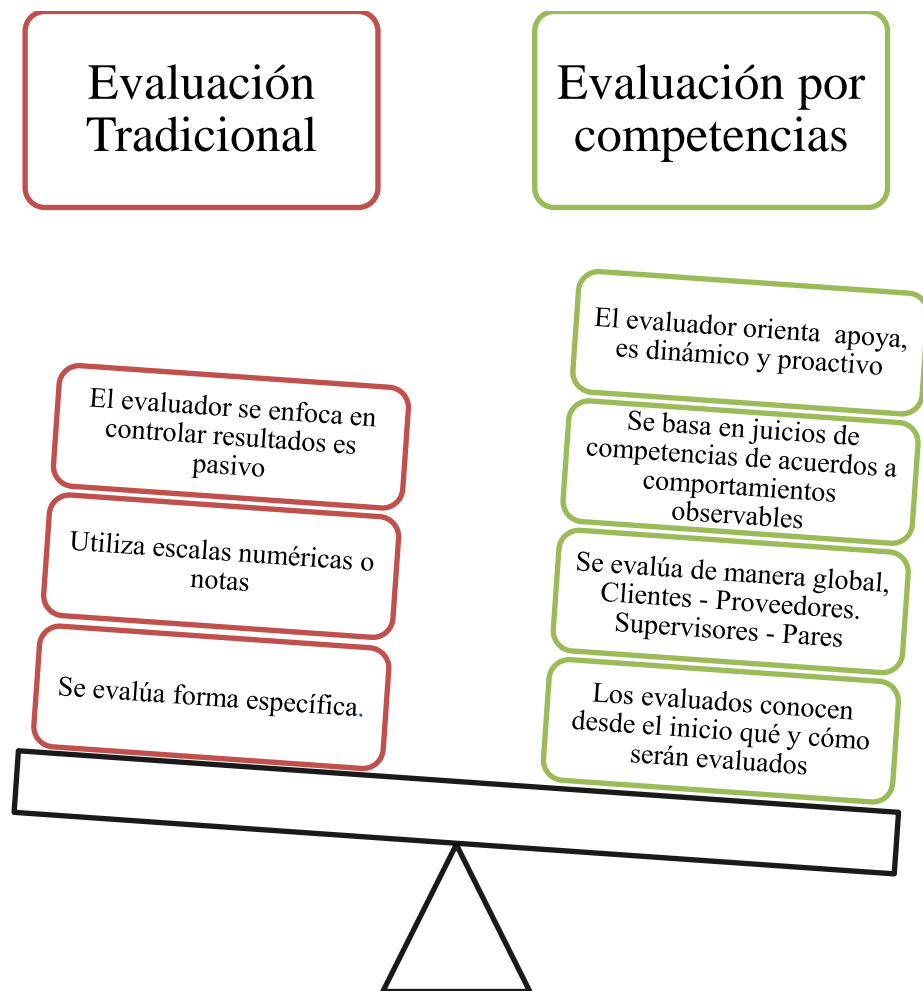 Evaluación
Tradicional
Evaluación por
competencias
El evaluador se enfoca en
controlar resultados es
pasivo
Utiliza escalas numéricas o
notas
Se evalúa forma específica.
El evaluador orienta  apoya,
es dinámico y proactivo
Se basa en juicios de
competencias de acuerdos a
comportamientos
observables
Se evalúa de manera global,
Clientes - Proveedores.
Supervisores - Pares
Los evaluados conocen
desde el inicio qué y cómo
serán evaluados